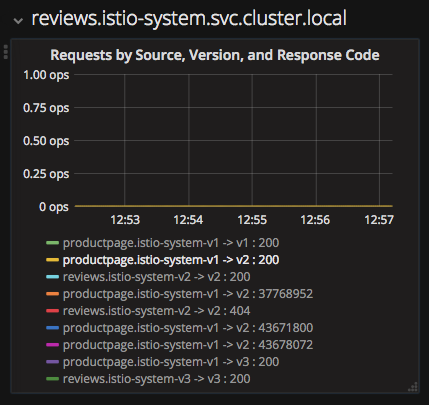 reviews.istio-system.svc.cluster.local
Requests by Source, Version, and Response Code
1.00 ops
0.75 ops
0.50 ops
0.25 ops
0 ops
12:53 12:54 12:55 12:56 12:57
productpage.istio-system-v1 -> v1 : 200
productpage.istio-system-v1 -> v2 : 200
reviews.istio-system-v2 -> v2 : 200
productpage.istio-system-v1 -> v2 : 37768952
reviews.istio-system-v2 -> v2 : 404
productpage.istio-system-v1 -> v2 : 43671800
productpage.istio-system-v1 -> v2 : 43678072
productpage.istio-system-v1 -> v3 : 200
reviews.istio-system-v3 -> v3 : 200